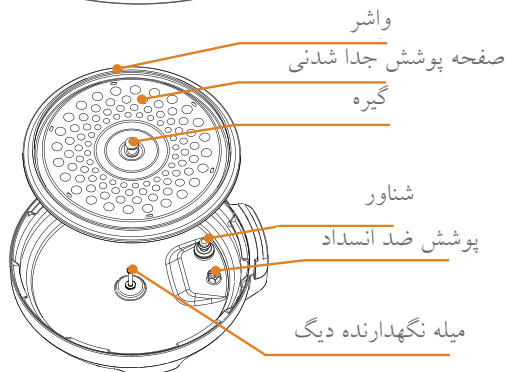 واشر
صفحه پوشش جدا شدنی
گیره
شناور
پوشش ضد انسداد
میله نگهدارنده دیگ